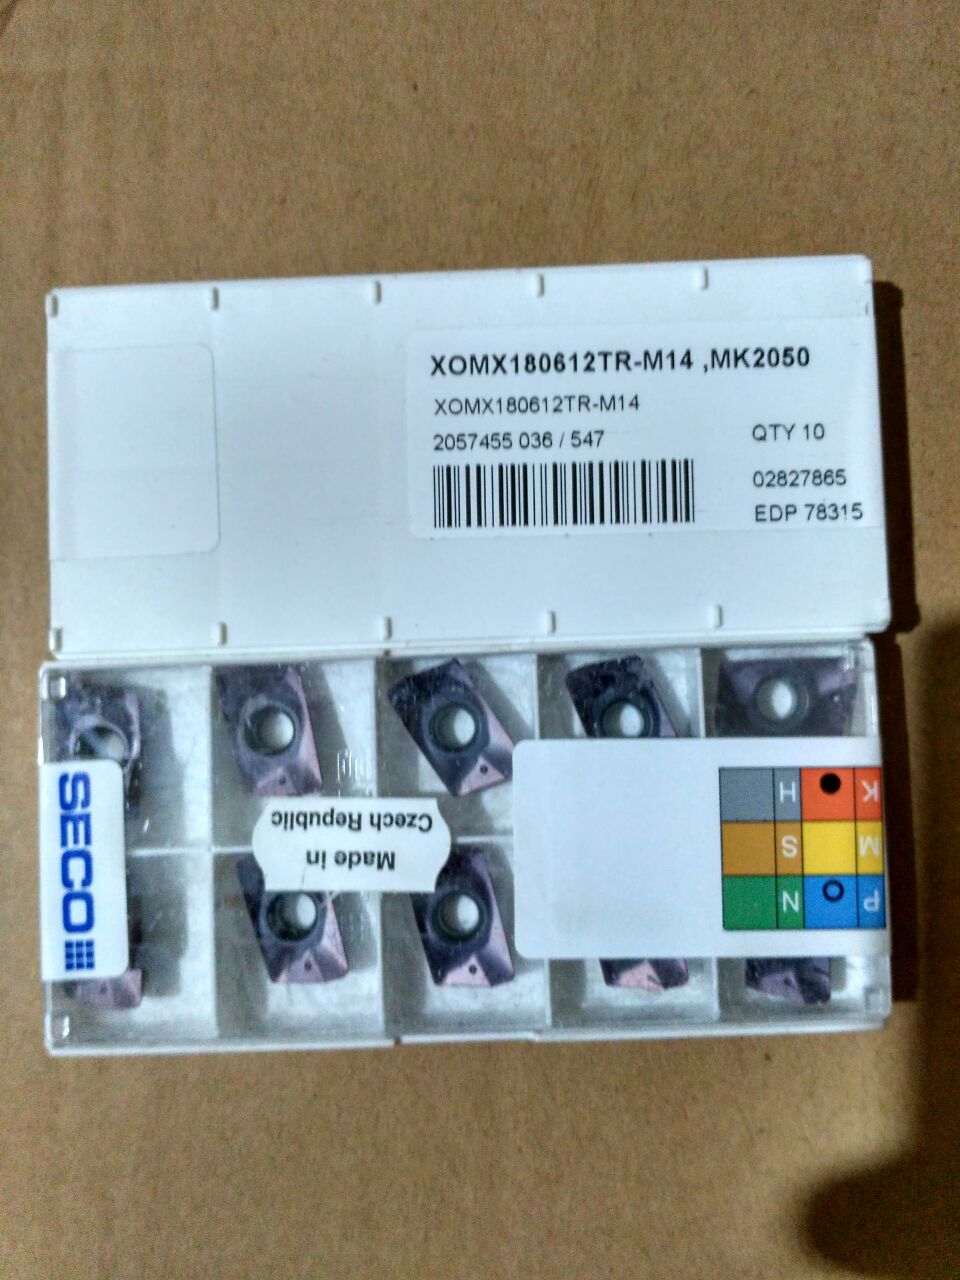 XOMX180612TR-M14 ,MK2050
XOMX180612TR-M14
2057455 036 / 547
QTY 10
02827865
EDP 78315
SECO
Made in
Czech Republic
P N
M S
K H